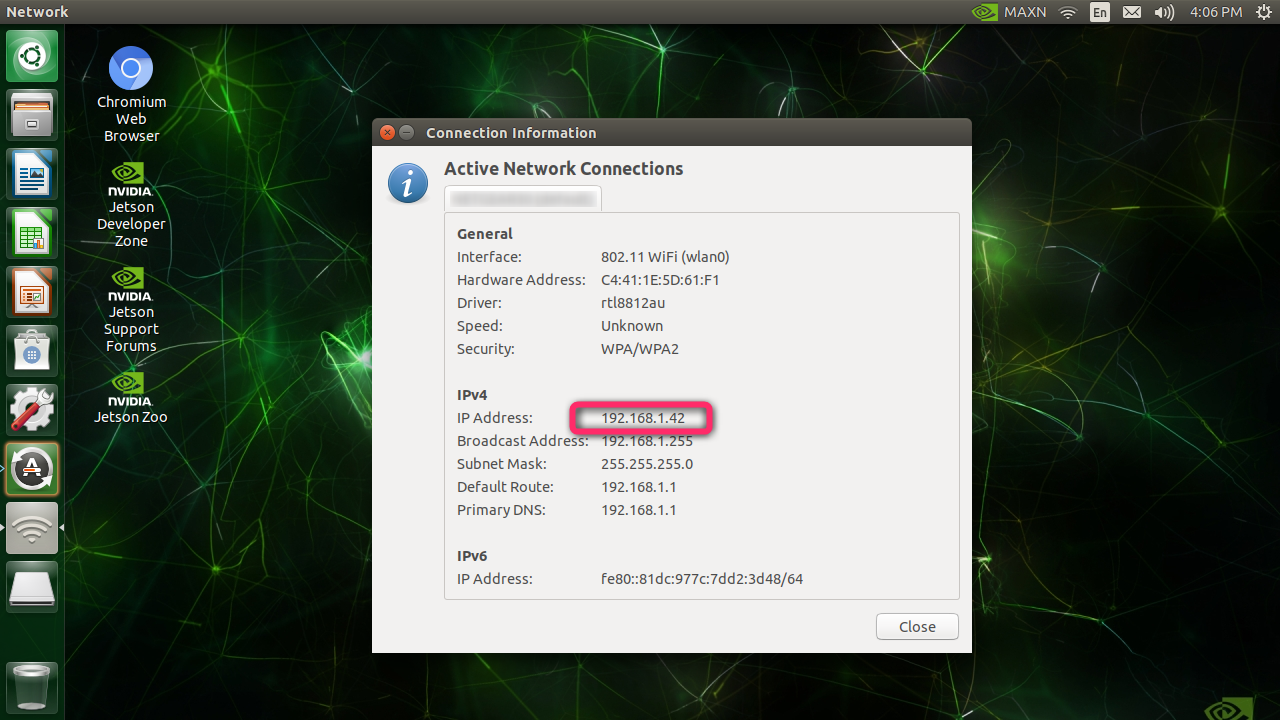 Network
MAXN
En
4:06 PM
Chromium
Web
Browser
NVIDIA.
Jetson
Developer
Zone
NVIDIA.
Jetson
Support
Forums
NVIDIA.
Jetson Zoo
Connection Information
Active Network Connections
General
Interface: 802.11 WiFi (wlan0)
Hardware Address: C4:41:1E:5D:61:F1
Driver: rtl8812au
Speed: Unknown
Security: WPA/WPA2
IPv4
IP Address: 192.168.1.42
Broadcast Address: 192.168.1.255
Subnet Mask: 255.255.255.0
Default Route: 192.168.1.1
Primary DNS: 192.168.1.1
IPv6
IP Address: fe80::81dc:977c:7dd2:3d48/64
Close